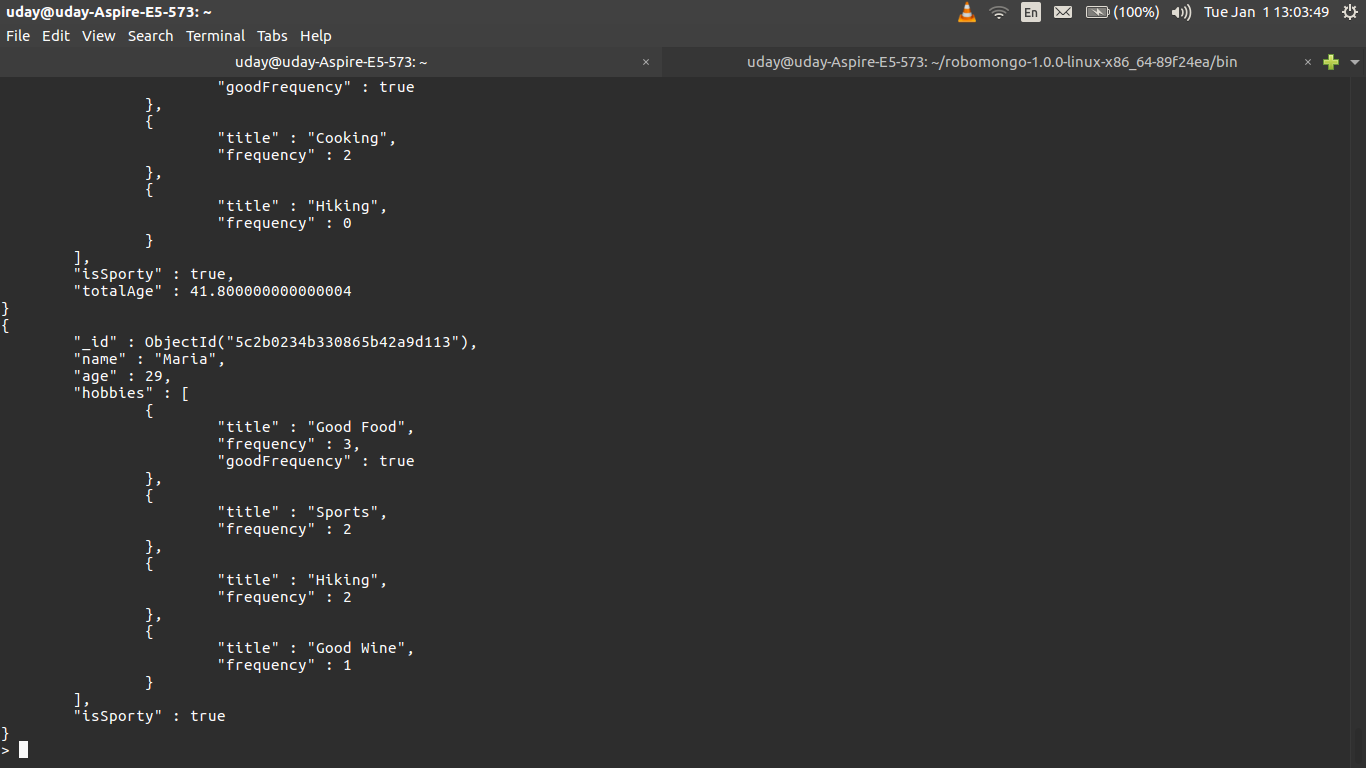 uday@uday-Aspire-E5-573: ~
En
(100%)
Tue Jan 1 13:03:49
File Edit View Search Terminal Tabs Help
uday@uday-Aspire-E5-573: ~ ×
uday@uday-Aspire-E5-573: ~/robomongo-1.0.0-linux-x86_64-89f24ea/bin ×
"goodFrequency" : true
},
{
"title" : "Cooking",
"frequency" : 2
},
{
"title" : "Hiking",
"frequency" : 0
}
],
"isSporty" : true,
"totalAge" : 41.800000000000004
}
{
"_id" : ObjectId("5c2b0234b330865b42a9d113"),
"name" : "Maria",
"age" : 29,
"hobbies" : [
{
"title" : "Good Food",
"frequency" : 3,
"goodFrequency" : true
},
{
"title" : "Sports",
"frequency" : 2
},
{
"title" : "Hiking",
"frequency" : 2
},
{
"title" : "Good Wine",
"frequency" : 1
}
],
"isSporty" : true
}
>